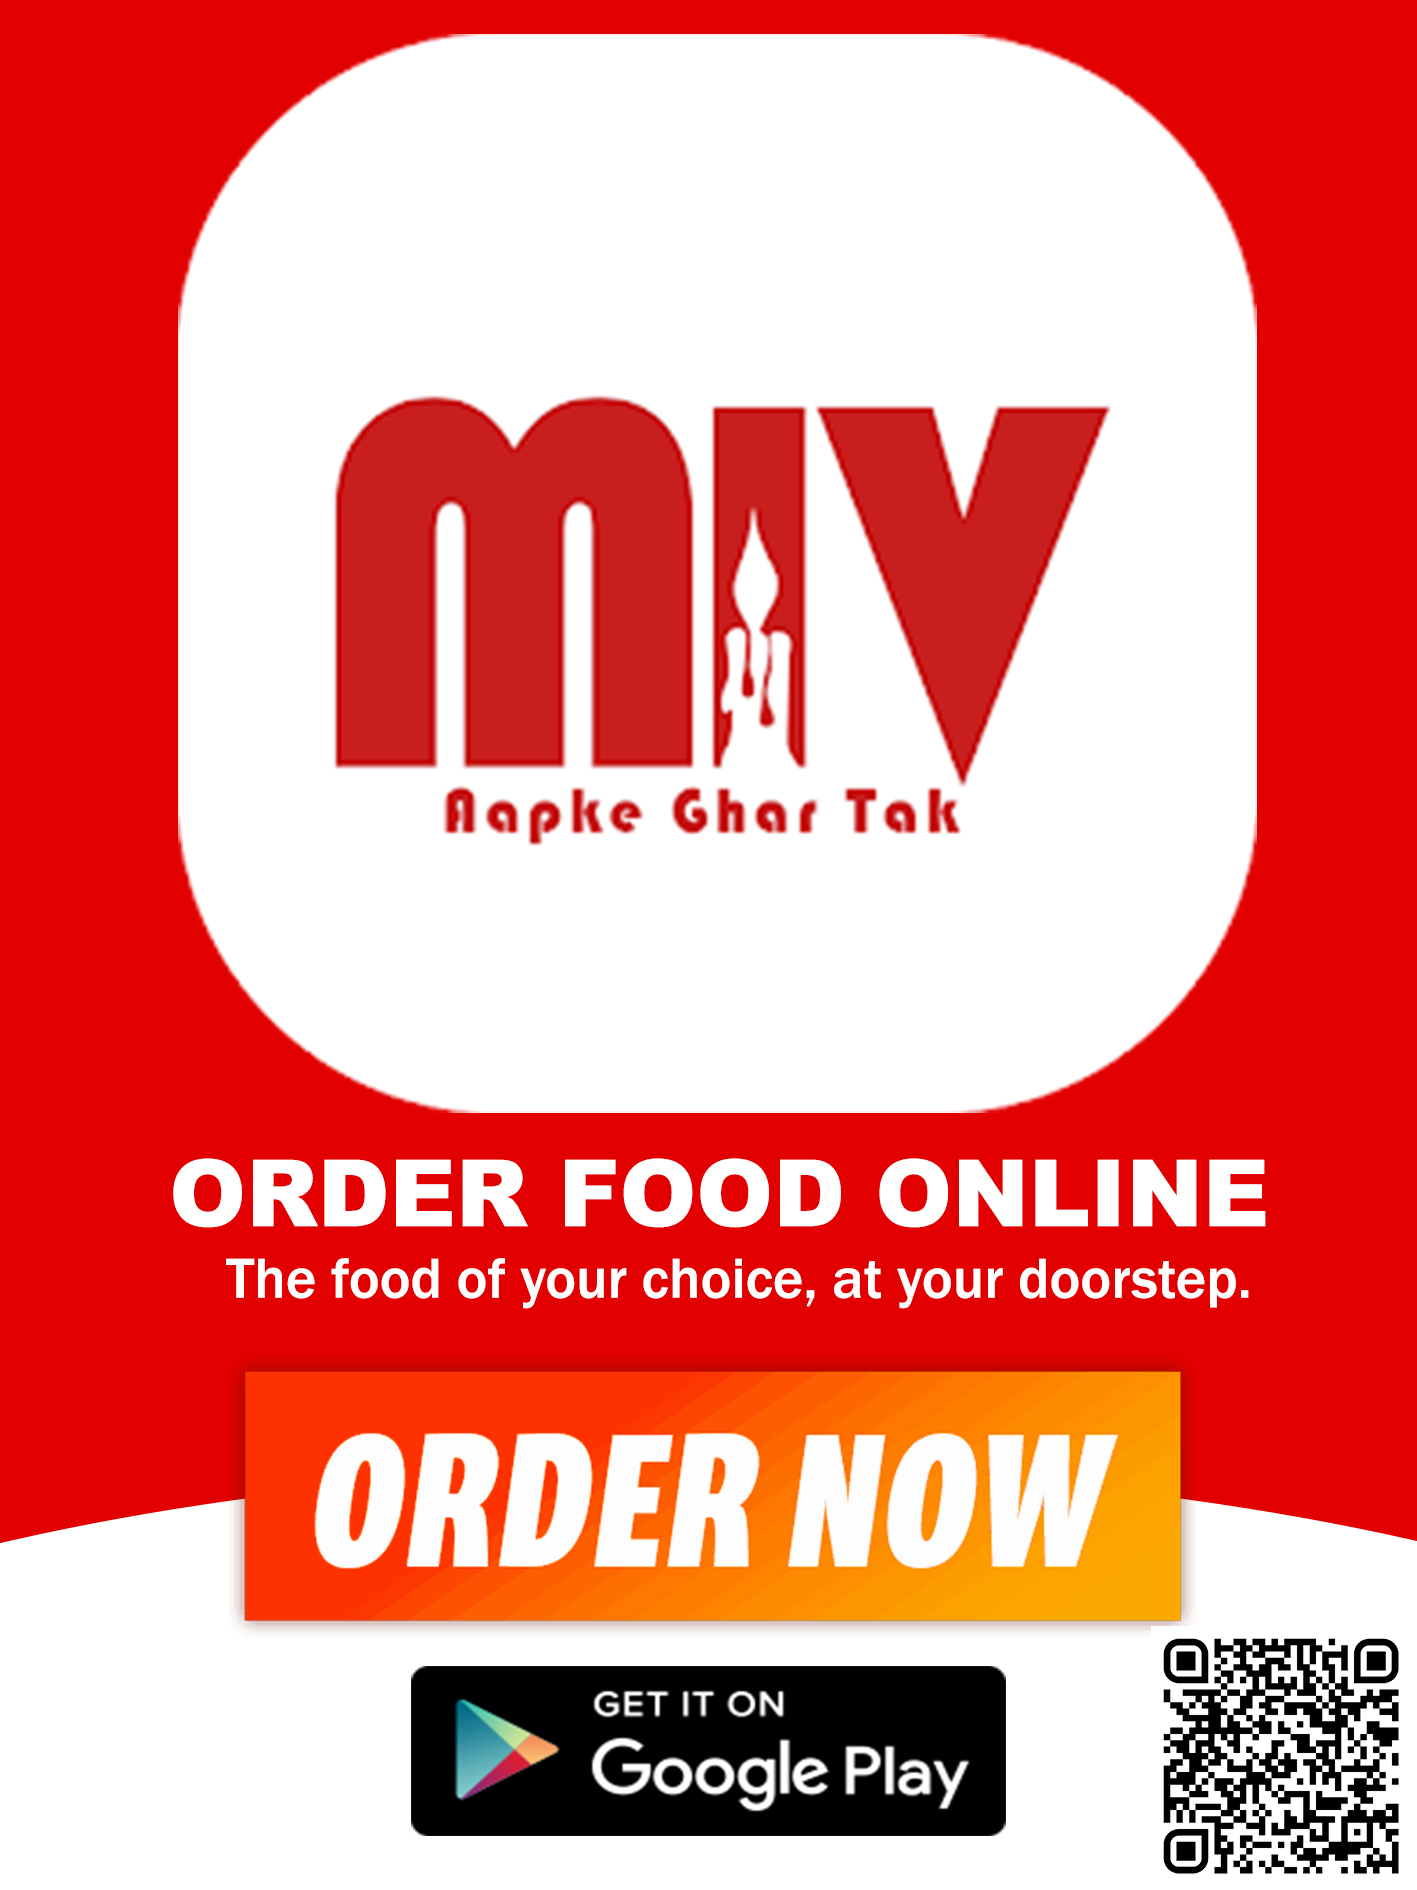 MIV
Aapke Ghar Tak
ORDER FOOD ONLINE
The food of your choice, at your doorstep.
ORDER NOW
GET IT ON
Google Play